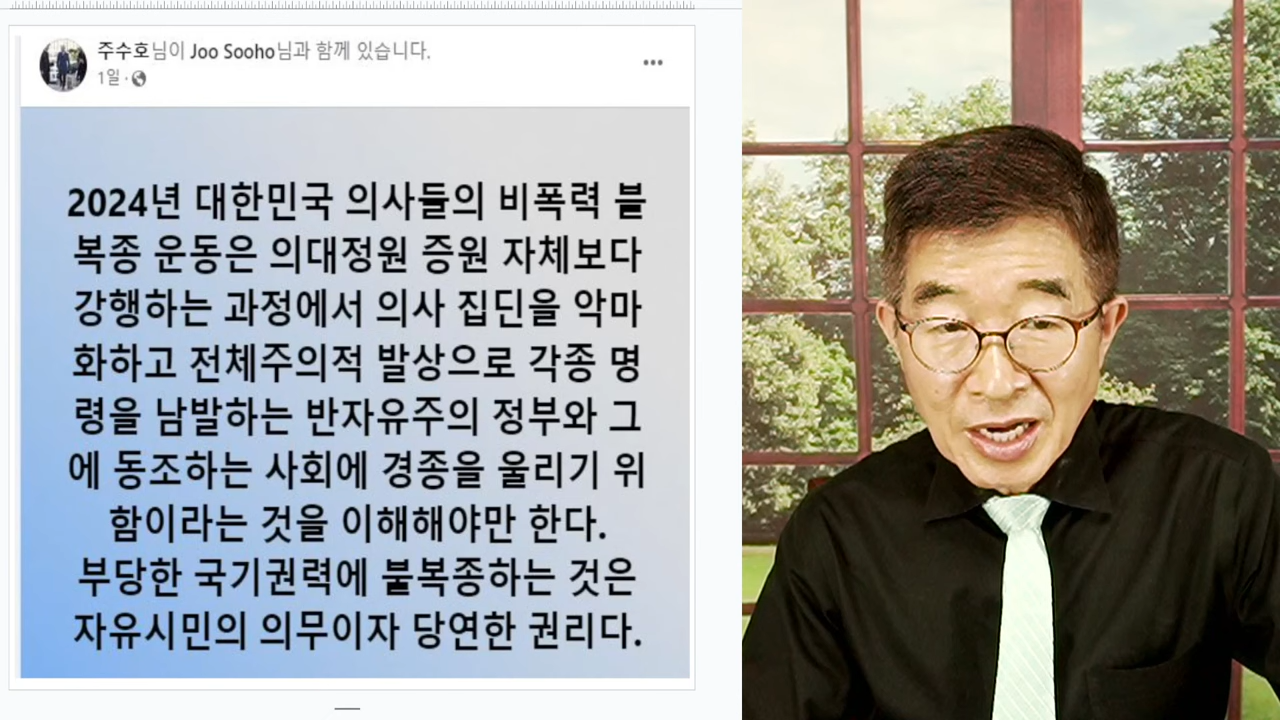 주수호님이 Joo Sooho님과 함께 있습니다.
1일 ·
2024년 대한민국 의사들의 비폭력 불
복종 운동은 의대정원 증원 자체보다
강행하는 과정에서 의사 집딘을 악마
화하고 전체주의적 발상으로 각종 명
령을 남발하는 반자유주의 정부와 그
에 동조하는 사회에 경종을 울리기 위
함이라는 것을 이해해야만 한다.
부당한 국기권력에 불복종하는 것은
자유시민의 의무이자 당연한 권리다.